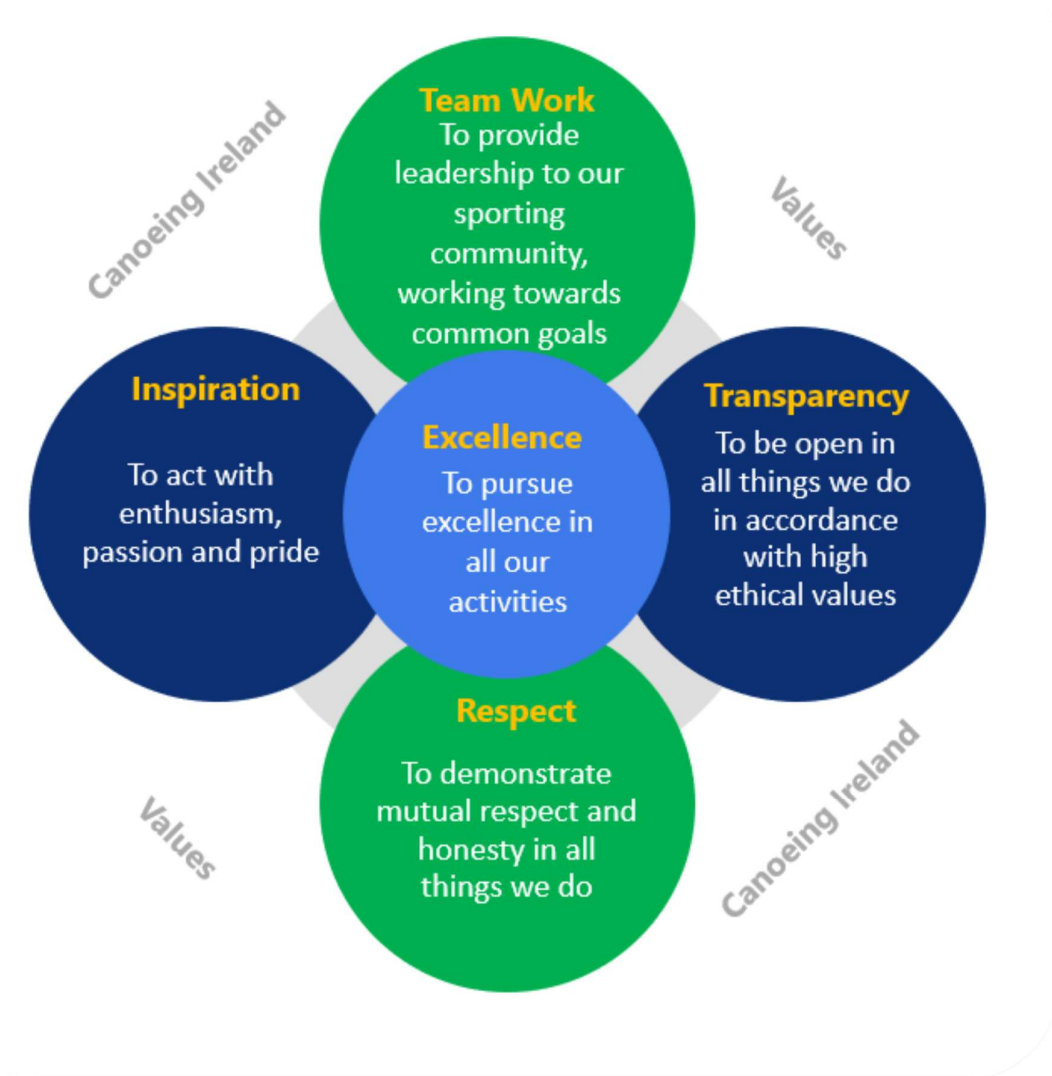 Canoeing Ireland
Values
Team Work
To provide
leadership to our
sporting
community,
working towards
common goals
Inspiration
To act with
enthusiasm,
passion and pride
Excellence
To pursue
excellence in
all our
activities
Transparency
To be open in
all things we do
in accordance
with high
ethical values
Respect
To demonstrate
mutual respect and
honesty in all
things we do
Values
Canoeing Ireland